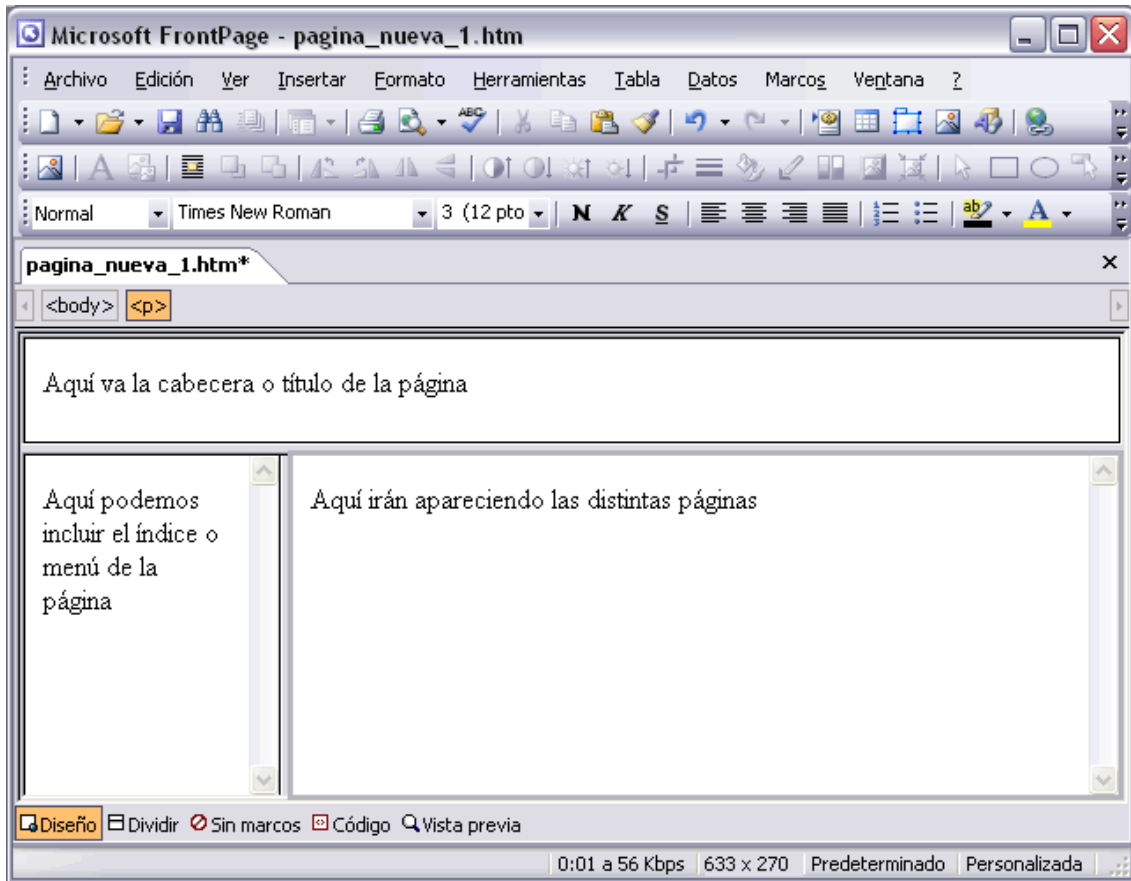 Microsoft FrontPage - pagina_nueva_1.htm
Archivo Edición Ver Insertar Formato Herramientas Tabla Datos Marcos Ventana ?
Normal Times New Roman 3 (12 pto N K S
pagina_nueva_1.htm*
<body> <p>
Aquí va la cabecera o título de la página
Aquí podemos
incluir el índice o
menú de la
página
Aquí irán apareciendo las distintas páginas
Diseño Dividir Sin marcos Código Vista previa
0:01 a 56 Kbps 633 x 270 Predeterminado Personalizada